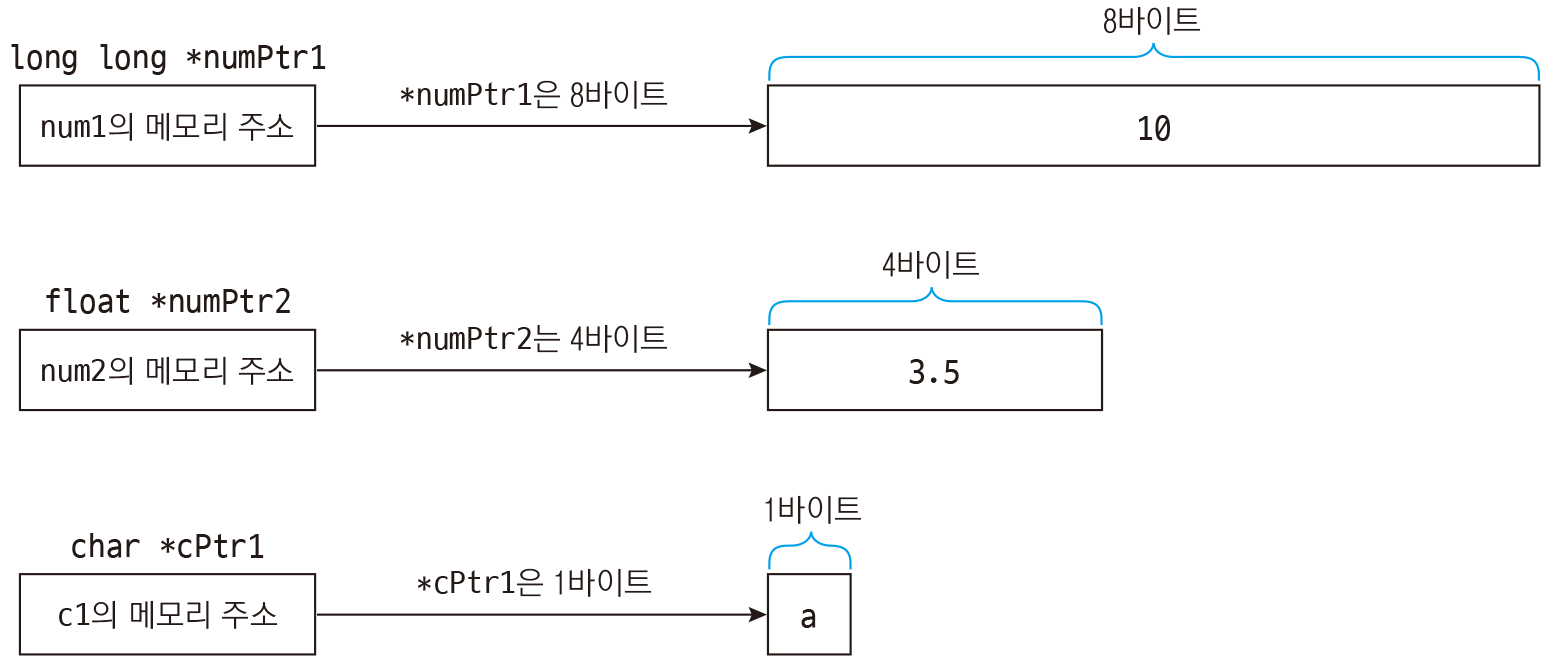 8바이트
long long *numPtr1
*numPtr1은 8바이트
num1의 메모리 주소
10
4바이트
float *numPtr2
*numPtr2는 4바이트
num2의 메모리 주소
3.5
1바이트
char *cPtr1
*cPtr1은 1바이트
c1의 메모리 주소
a